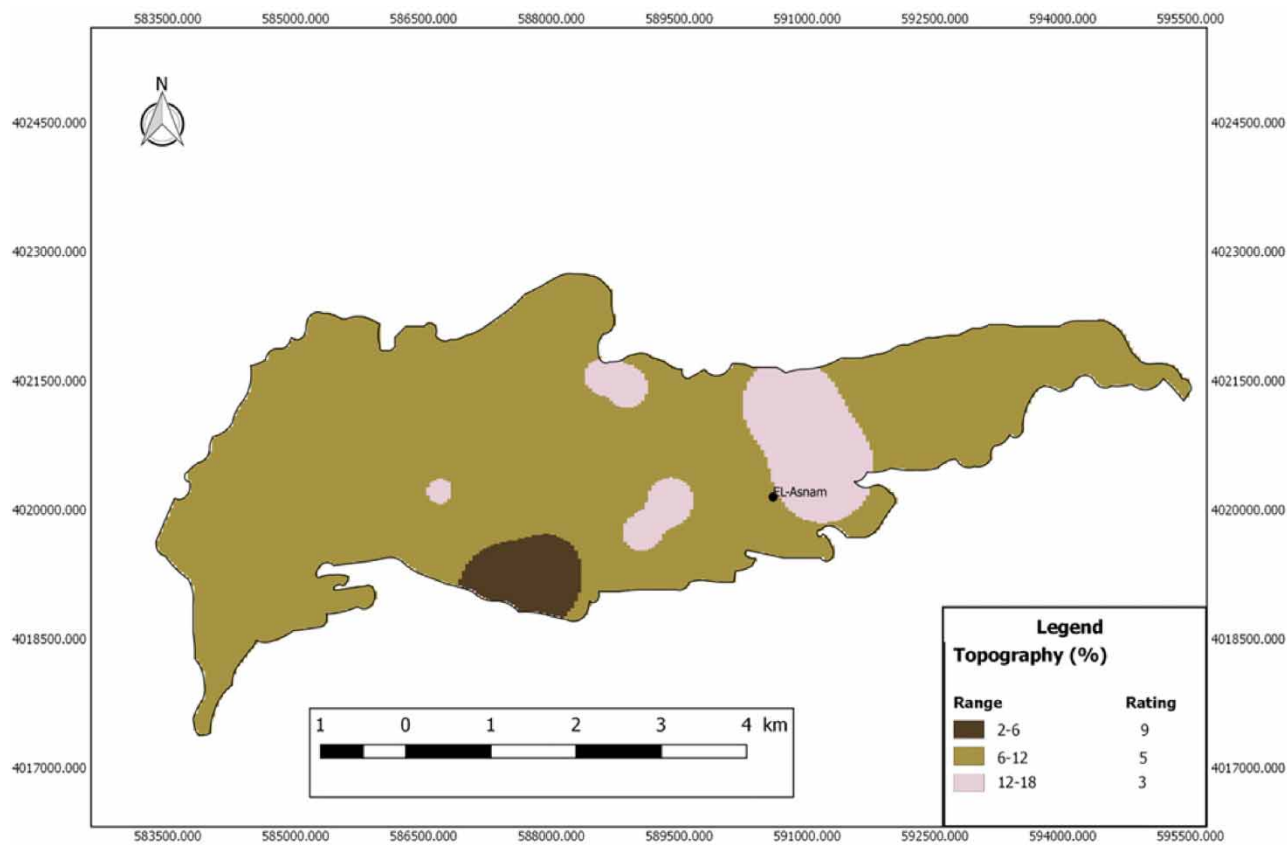 583500.000 585000.000 586500.000 588000.000 589500.000 591000.000 592500.000 594000.000 595500.000
N
4024500.000 4024500.000
4023000.000 4023000.000
4021500.000 4021500.000
EL-Asnam
4020000.000 4020000.000
4018500.000 4018500.000
Legend
Topography (%)
Range Rating
2-6 9
6-12 5
12-18 3
1 0 1 2 3 4 km
4017000.000 4017000.000
583500.000 585000.000 586500.000 588000.000 589500.000 591000.000 592500.000 594000.000 595500.000